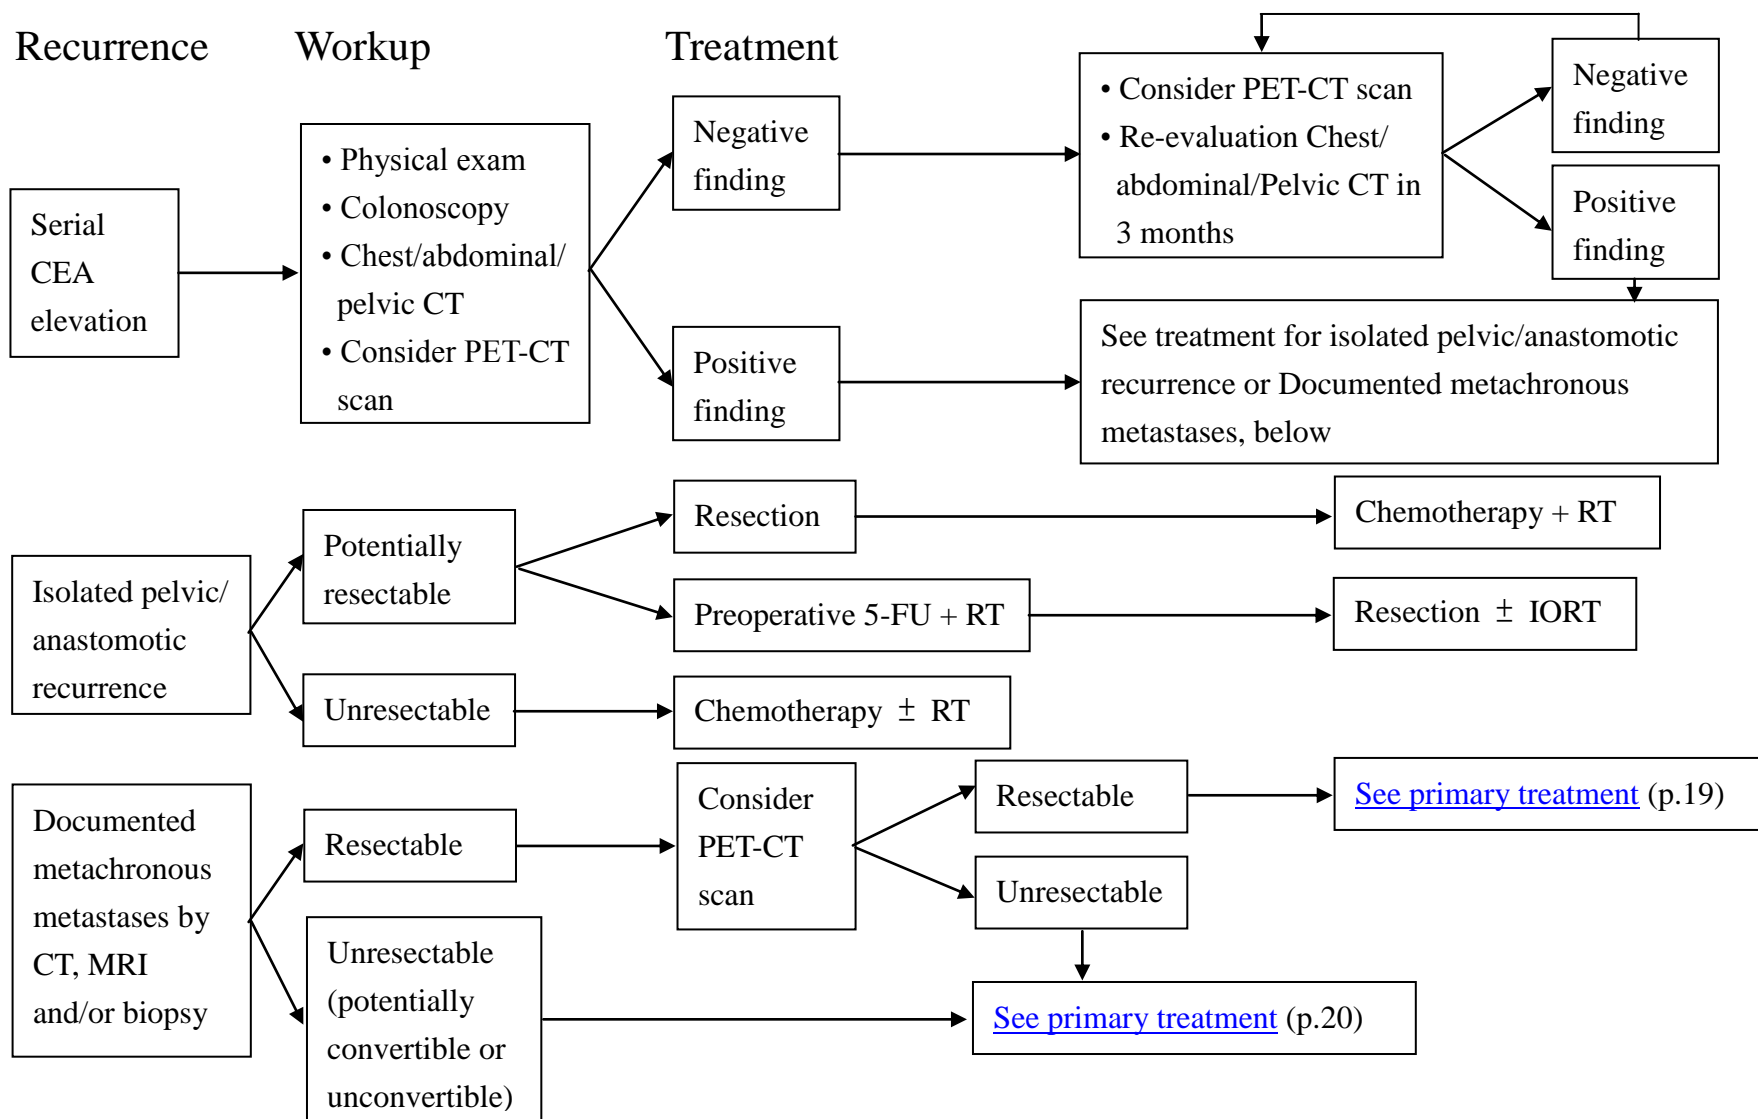 Recurrence
Workup
Treatment
Serial
CEA
elevation
• Physical exam
• Colonoscopy
• Chest/abdominal/
pelvic CT
• Consider PET-CT
scan
Negative
finding
Positive
finding
• Consider PET-CT scan
• Re-evaluation Chest/
abdominal/Pelvic CT in
3 months
Negative
finding
Positive
finding
See treatment for isolated pelvic/anastomotic
recurrence or Documented metachronous
metastases, below
Isolated pelvic/
anastomotic
recurrence
Potentially
resectable
Resection
Chemotherapy + RT
Preoperative 5-FU + RT
Resection ± IORT
Unresectable
Chemotherapy ± RT
Documented
metachronous
metastases by
CT, MRI
and/or biopsy
Resectable
Consider
PET-CT
scan
Resectable
See primary treatment (p.19)
Unresectable
Unresectable
(potentially
convertible or
unconvertible)
See primary treatment (p.20)